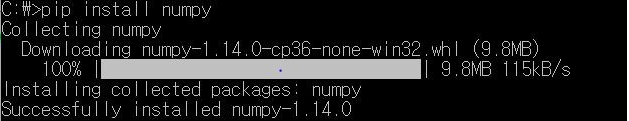 C:\>pip install numpy
Collecting numpy
  Downloading numpy-1.14.0-cp36-none-win32.whl (9.8MB)
    100% |████████████████████████████████| 9.8MB 115kB/s
Installing collected packages: numpy
Successfully installed numpy-1.14.0